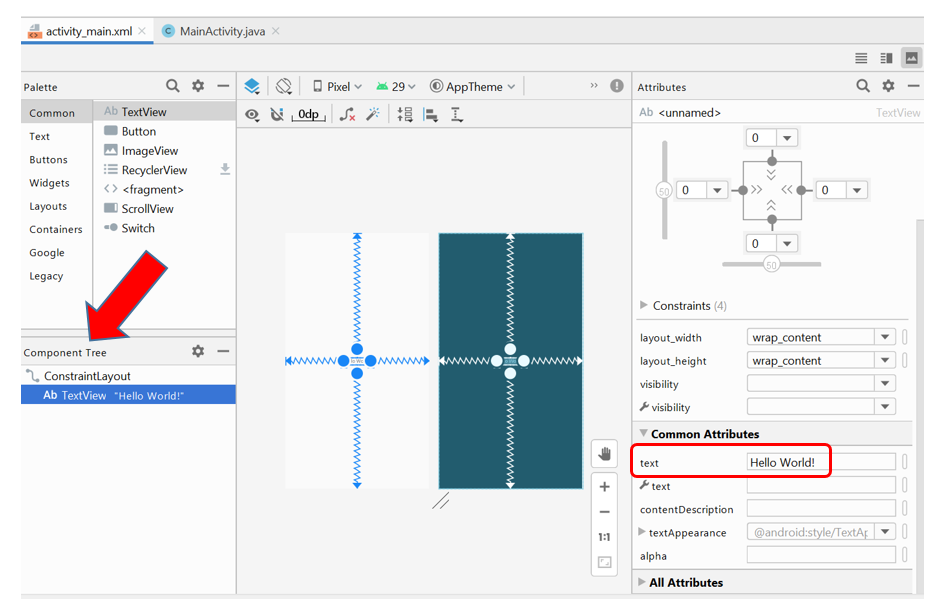 activity_main.xml
MainActivity.java
Palette
Common
Text
Buttons
Widgets
Layouts
Containers
Google
Legacy
Ab TextView
Button
ImageView
RecyclerView
<fragment>
ScrollView
Switch
Pixel
29
AppTheme
0dp
Component Tree
ConstraintLayout
Ab TextView "Hello World!"
1:1
Attributes
Ab <unnamed> TextView
0
50
0
0
0
50
Constraints (4)
layout_width wrap_content
layout_height wrap_content
visibility
visibility
Common Attributes
text Hello World!
text
contentDescription
textAppearance @android:style/TextAp
alpha
All Attributes